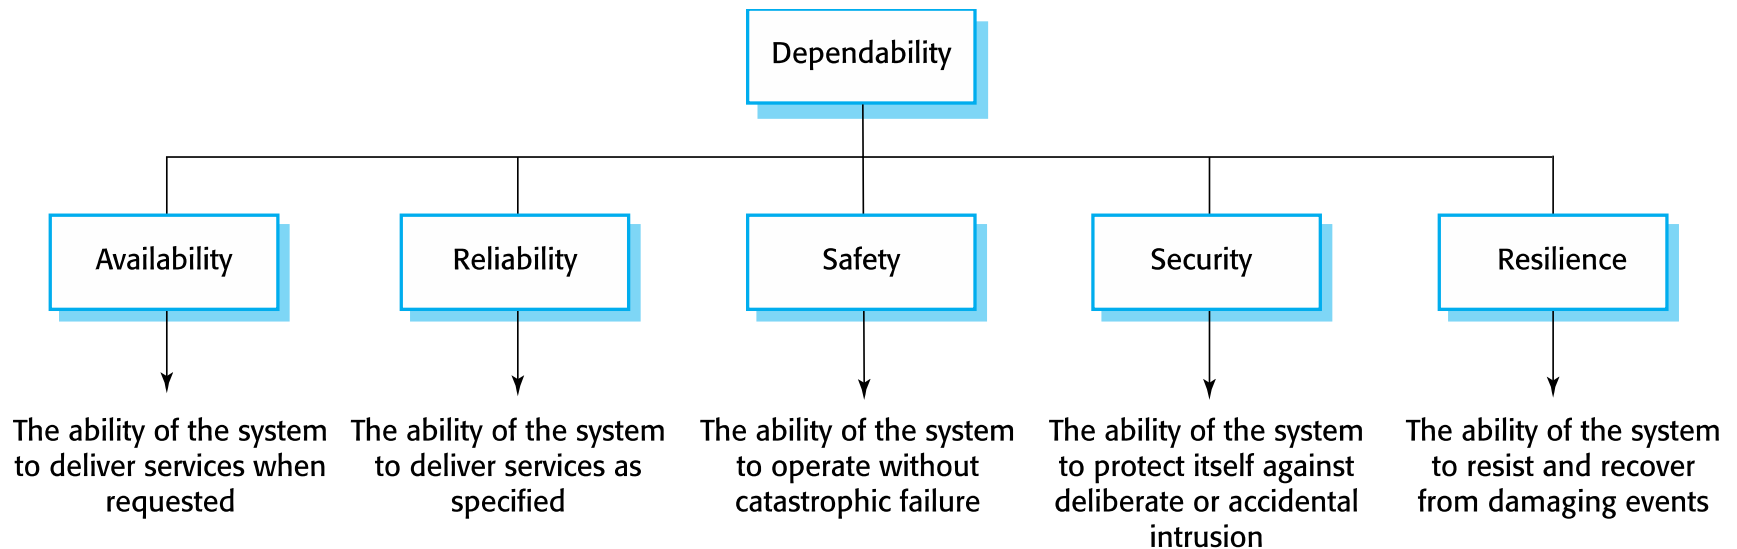 Dependability
Availability
Reliability
Safety
Security
Resilience
The ability of the system
to deliver services when
requested
The ability of the system
to deliver services as
specified
The ability of the system
to operate without
catastrophic failure
The ability of the system
to protect itself against
deliberate or accidental
intrusion
The ability of the system
to resist and recover
from damaging events